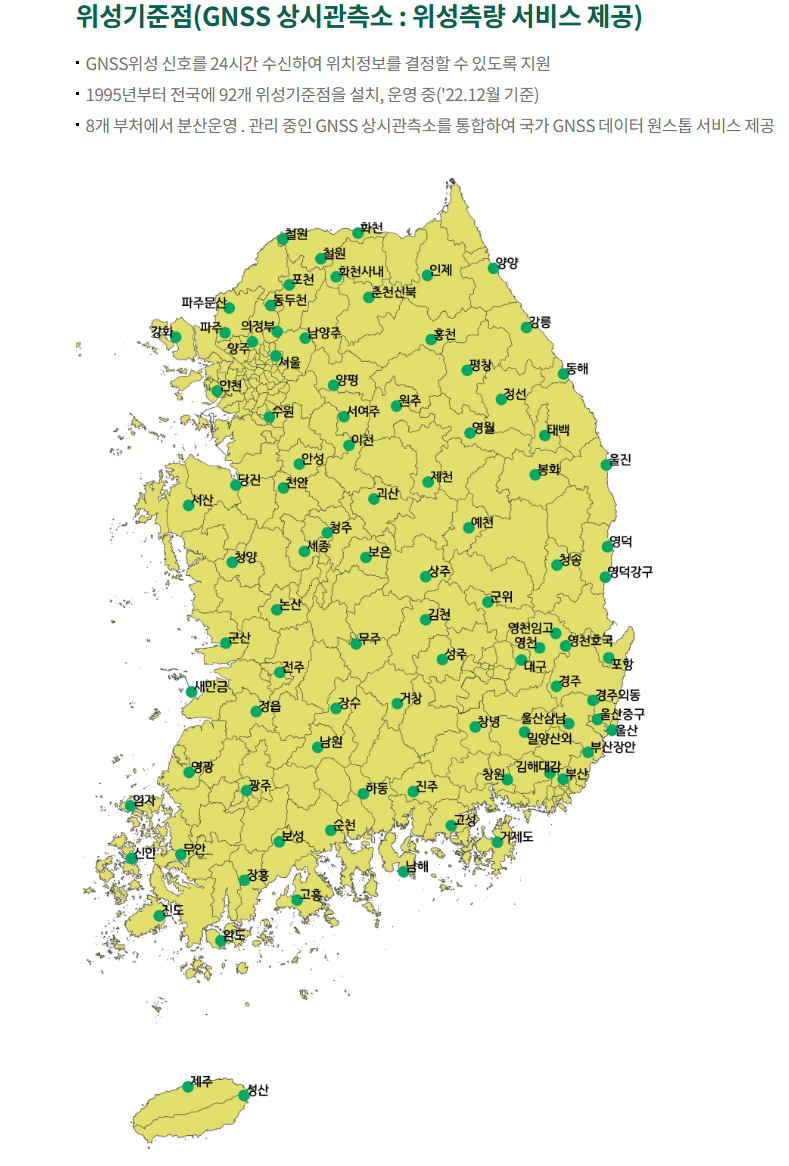 위성기준점(GNSS 상시관측소 : 위성측량 서비스 제공)
GNSS위성 신호를 24시간 수신하여 위치정보를 결정할 수 있도록 지원
1995년부터 전국에 92개 위성기준점을 설치, 운영 중('22.12월 기준)
8개 부처에서 분산운영 . 관리 중인 GNSS 상시관측소를 통합하여 국가 GNSS 데이터 원스톱 서비스 제공
철원
화천
철원
양양
화천사내
인제
포천
춘천신북
파주문산
동두천
강화
파주
의정부
남양주
강릉
양주
홍천
서울
평창
동해
인천
양평
정선
수원
서여주
원주
이천
영월
태백
안성
울진
당진
천안
제천
봉화
서산
괴산
청주
예천
세종
보은
영덕
청양
상주
청송
영덕강구
논산
군위
김천
영천임고
군산
무주
영천
영천호국
성주
대구
포항
전주
새만금
경주
정읍
장수
거창
경주외동
창녕
울산삼남
울산중구
울산
남원
밀양산외
부산장안
영광
창원
김해대감
부산
광주
하동
진주
임자
순천
고성
보성
거제도
신안
무안
남해
장흥
고흥
진도
완도
제주
성산